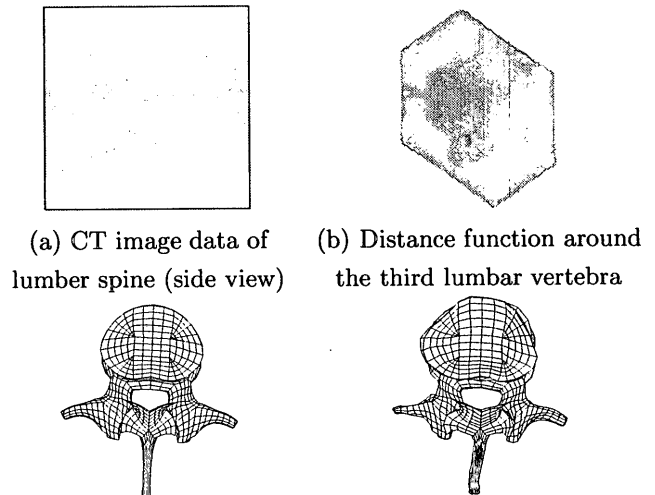 (a) CT image data of
lumber spine (side view)
(b) Distance function around
the third lumbar vertebra